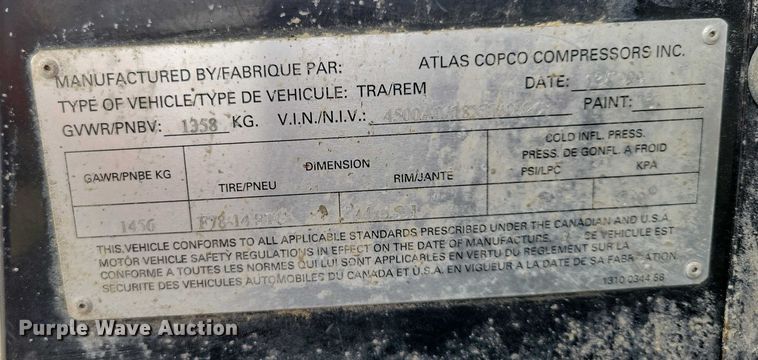 MANUFACTURED BY/FABRIQUE PAR: ATLAS COPCO COMPRESSORS INC.
TYPE OF VEHICLE/TYPE DE VEHICULE: TRA/REM DATE:
GVWR/PNBV: 1358 KG. V.I.N./N.I.V.: PAINT:
GAWR/PNBE KG DIMENSION COLD INFL. PRESS.
PRESS. DE GONFL. A FROID
TIRE/PNEU RIM/JANTE PSI/LPC KPA
1456
THIS VEHICLE CONFORMS TO ALL APPLICABLE STANDARDS PRESCRIBED UNDER THE CANADIAN AND U.S.A.
MOTOR VEHICLE SAFETY REGULATIONS IN EFFECT ON THE DATE OF MANUFACTURE. VEHICULE EST
CONFORME A TOUTES LES NORMES QUI LUI SONT APPLICABLES EN VERTU DU REGLEMENT SUR LA
SECURITE DES VEHICULES AUTOMOBILES DU CANADA ET U.S.A. EN VIGUEUR A LA DATE DE SA FABRICATION.
1310 0344 58
Purple Wave Auction